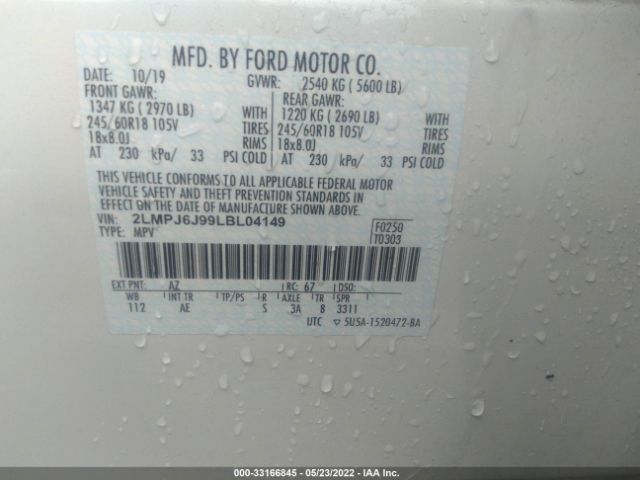 MFD. BY FORD MOTOR CO.
DATE: 10/19 GVWR: 2540 KG (5600 LB)
FRONT GAWR: REAR GAWR:
1347 KG (2970 LB) WITH 1220 KG (2690 LB) WITH
245/60R18 105V TIRES 245/60R18 105V TIRES
18x8.0J RIMS 18x8.0J RIMS
AT 230 kPa/ 33 PSI COLD AT 230 kPa/ 33 PSI COLD
THIS VEHICLE CONFORMS TO ALL APPLICABLE FEDERAL MOTOR
VEHICLE SAFETY AND THEFT PREVENTION STANDARDS IN
EFFECT ON THE DATE OF MANUFACTURE SHOWN ABOVE.
VIN: 2LMPJ6J99LBL04149 F0250
TYPE: MPV T0303
EXT PNT: AZ RC: 67 DSO:
WB INT TR TP/PS R AXLE TR SPR
112 AE S 3A 8 3311
UTC ▽ 5U5A-1520472-BA
000-33166845 - 05/23/2022 - IAA Inc.